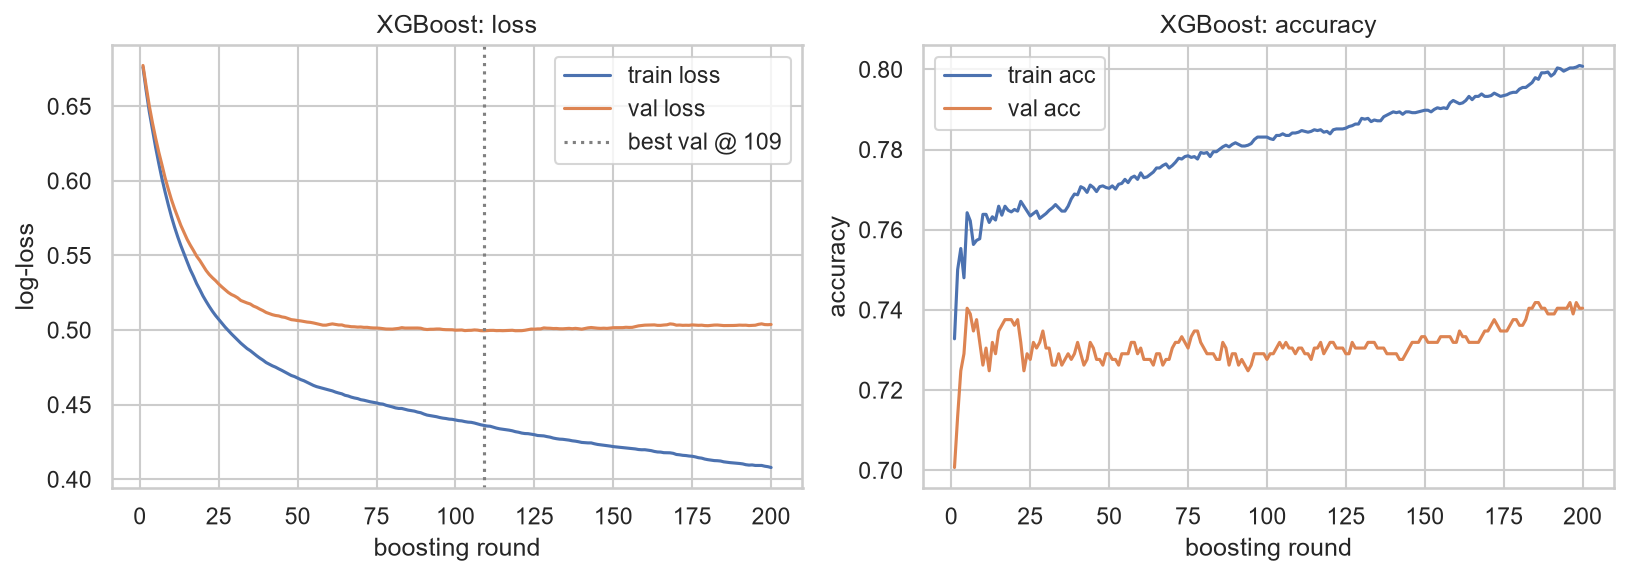 XGBoost: loss
log-loss
0.65
0.60
0.55
0.50
0.45
0.40
train loss
val loss
best val @ 109
0 25 50 75 100 125 150 175 200
boosting round
XGBoost: accuracy
accuracy
0.80
0.78
0.76
0.74
0.72
0.70
train acc
val acc
0 25 50 75 100 125 150 175 200
boosting round